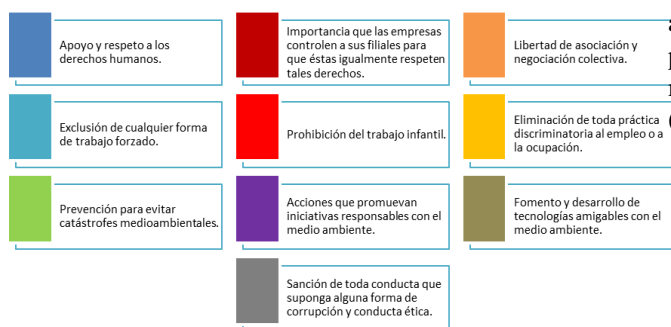 Apoyo y respeto a los
derechos humanos.
Importancia que las empresas
controlen a sus filiales para
que éstas igualmente respeten
tales derechos.
Libertad de asociación y
negociación colectiva.
Exclusión de cualquier forma
de trabajo forzado.
Prohibición del trabajo infantil.
Eliminación de toda práctica
discriminatoria al empleo o a
la ocupación.
Prevención para evitar
catástrofes medioambientales.
Acciones que promuevan
iniciativas responsables con el
medio ambiente.
Fomento y desarrollo de
tecnologías amigables con el
medio ambiente.
Sanción de toda conducta que
suponga alguna forma de
corrupción y conducta ética.